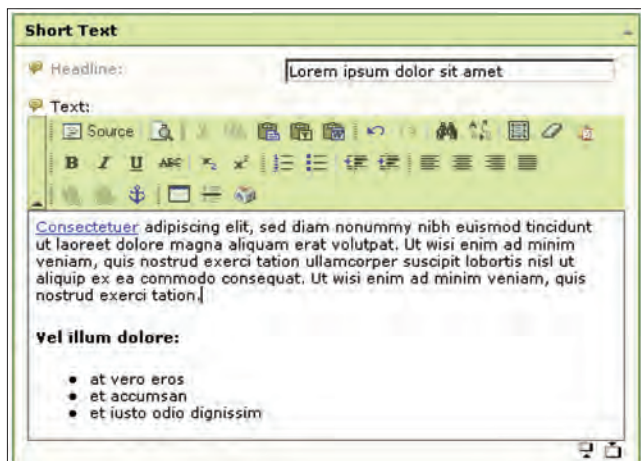 Short Text
Headline: Lorem ipsum dolor sit amet
Text:
Source
B I U ABC x₂ x²
Consectetuer adipiscing elit, sed diam nonummy nibh euismod tincidunt
ut laoreet dolore magna aliquam erat volutpat. Ut wisi enim ad minim
veniam, quis nostrud exerci tation ullamcorper suscipit lobortis nisl ut
aliquip ex ea commodo consequat. Ut wisi enim ad minim veniam, quis
nostrud exerci tation.
Vel illum dolore:
• at vero eros
• et accumsan
• et iusto odio dignissim